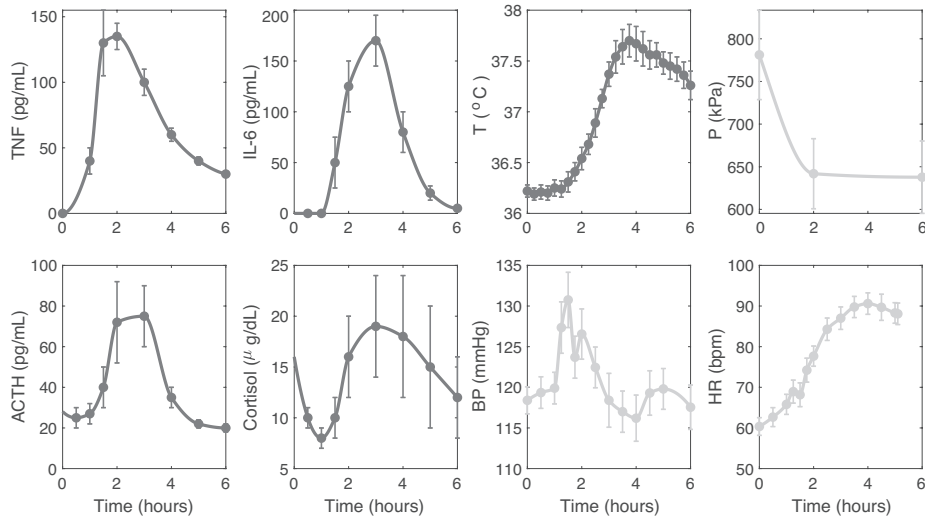 TNF (pg/mL)
150
100
50
0
0 2 4 6
IL-6 (pg/mL)
200
150
100
50
0
0 2 4 6
T (°C)
37.5
37
36.5
36
0 2 4 6
P (kPa)
800
750
700
650
600
0 2 4 6
ACTH (pg/mL)
100
80
60
40
20
0
0 2 4 6
Time (hours)
Cortisol (μ g/dL)
25
20
15
10
5
0 2 4 6
Time (hours)
BP (mmHg)
135
130
125
120
115
110
0 2 4 6
Time (hours)
HR (bpm)
100
90
80
70
60
50
0 2 4 6
Time (hours)